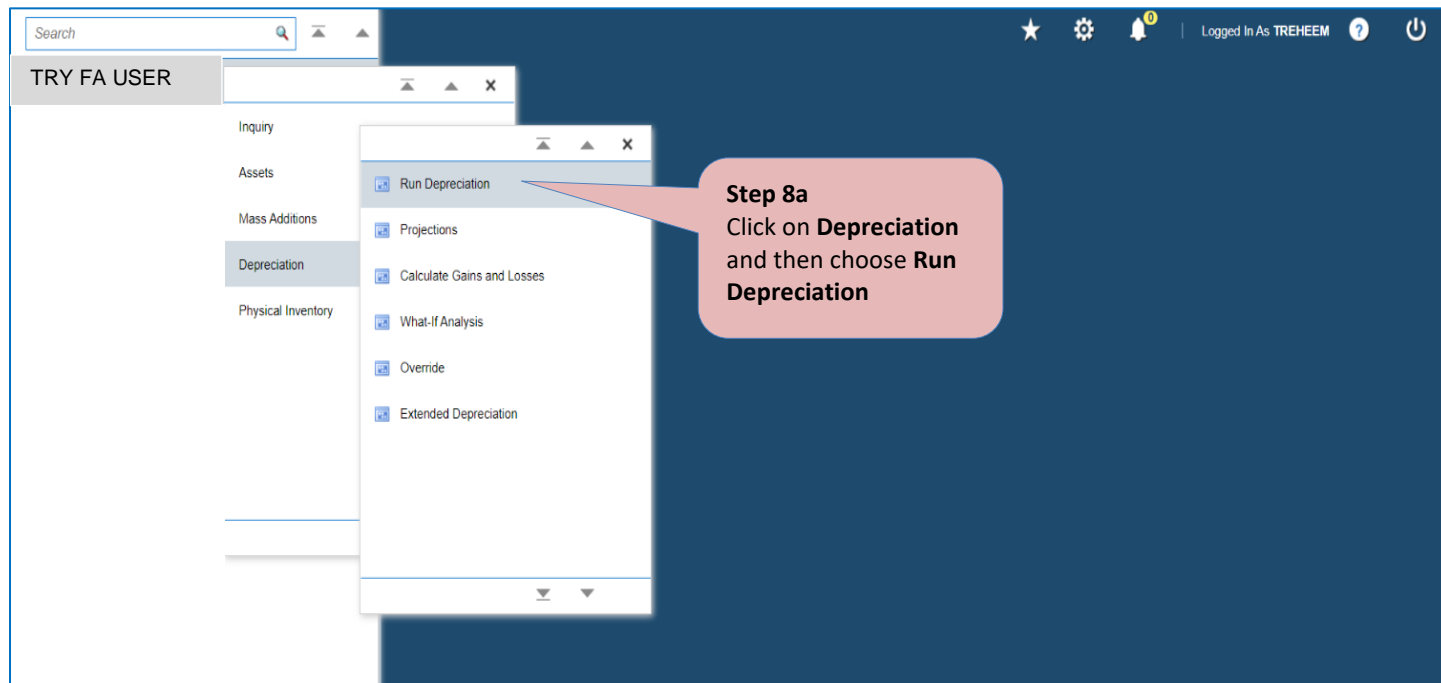 Search
0
Logged In As TREHEEM
?
TRY FA USER
x
Inquiry
Assets
Mass Additions
Depreciation
Physical Inventory
x
Run Depreciation
Projections
Calculate Gains and Losses
What-If Analysis
Override
Extended Depreciation
Step 8a
Click on Depreciation
and then choose Run
Depreciation